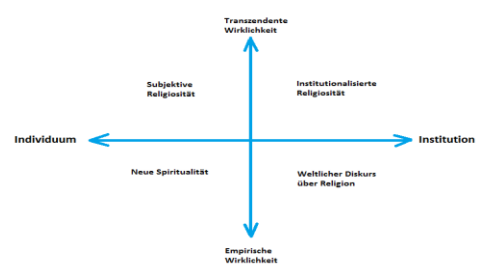 Transzendente
Wirklichkeit
Subjektive
Religiosität
Institutionalisierte
Religiosität
Individuum
Institution
Neue Spiritualität
Weltlicher Diskurs
über Religion
Empirische
Wirklichkeit